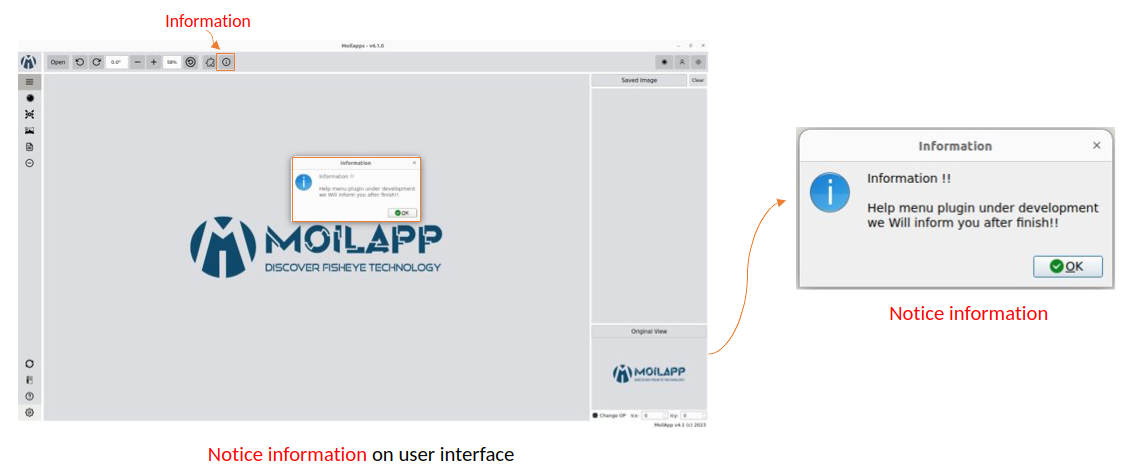 Information
Moilapps - v4.1.0
Open
0.0°
58%
Saved Image
Clear
Information
Information !!
Help menu plugin under development
we Will inform you after finish!!
OK
MOILAPP
DISCOVER FISHEYE TECHNOLOGY
Original View
MOILAPP
DISCOVER FISHEYE TECHNOLOGY
Change OP
0
0
MoilApp v4.1 (c) 2023
Information
Information !!
Help menu plugin under development
we Will inform you after finish!!
OK
Notice information
Notice information on user interface